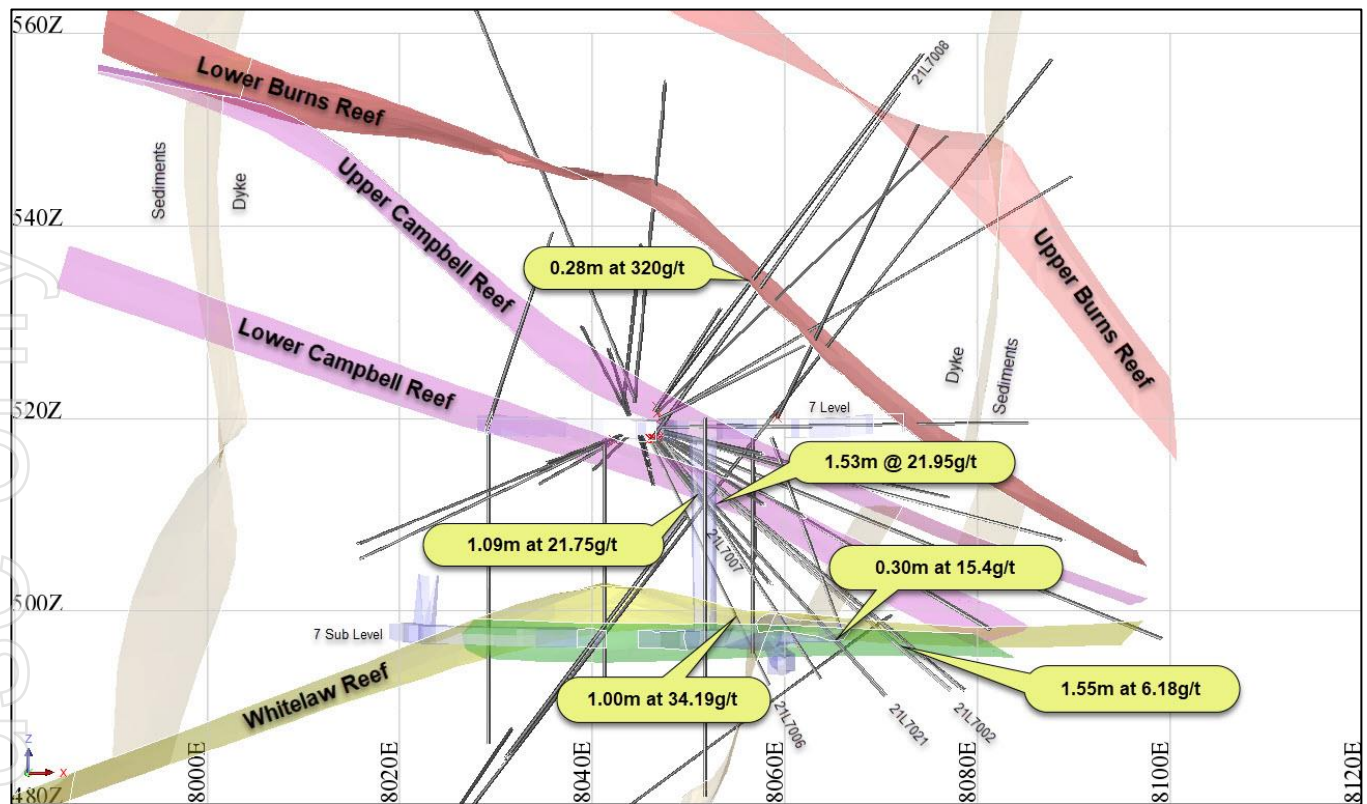 560Z
Lower Burns Reef
21L7008
Sediments
Dyke
Upper Campbell Reef
540Z
0.28m at 320g/t
Upper Burns Reef
Lower Campbell Reef
Dyke
Sediments
520Z
7 Level
1.53m @ 21.95g/t
1.09m at 21.75g/t
21L7007
0.30m at 15.4g/t
500Z
7 Sub Level
Whitelaw Reef
1.00m at 34.19g/t
1.55m at 6.18g/t
21L7006
21L7021
21L7002
Z
X
480Z
8000E
8020E
8040E
8060E
8080E
8100E
8120E